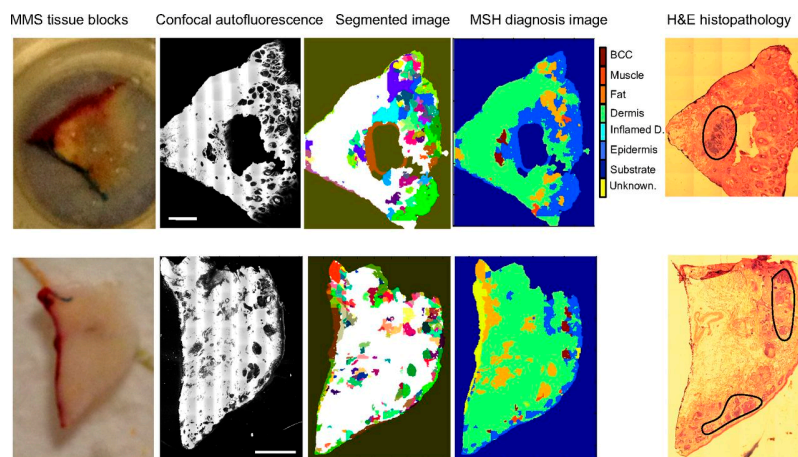 MMS tissue blocks
Confocal autofluorescence
Segmented image
MSH diagnosis image
H&E histopathology
BCC
Muscle
Fat
Dermis
Inflamed D.
Epidermis
Substrate
Unknown.